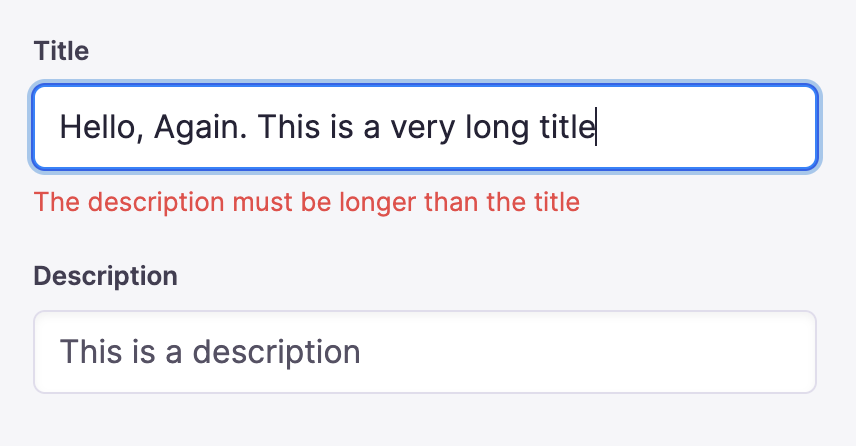 Title
Hello, Again. This is a very long title
The description must be longer than the title
Description
This is a description